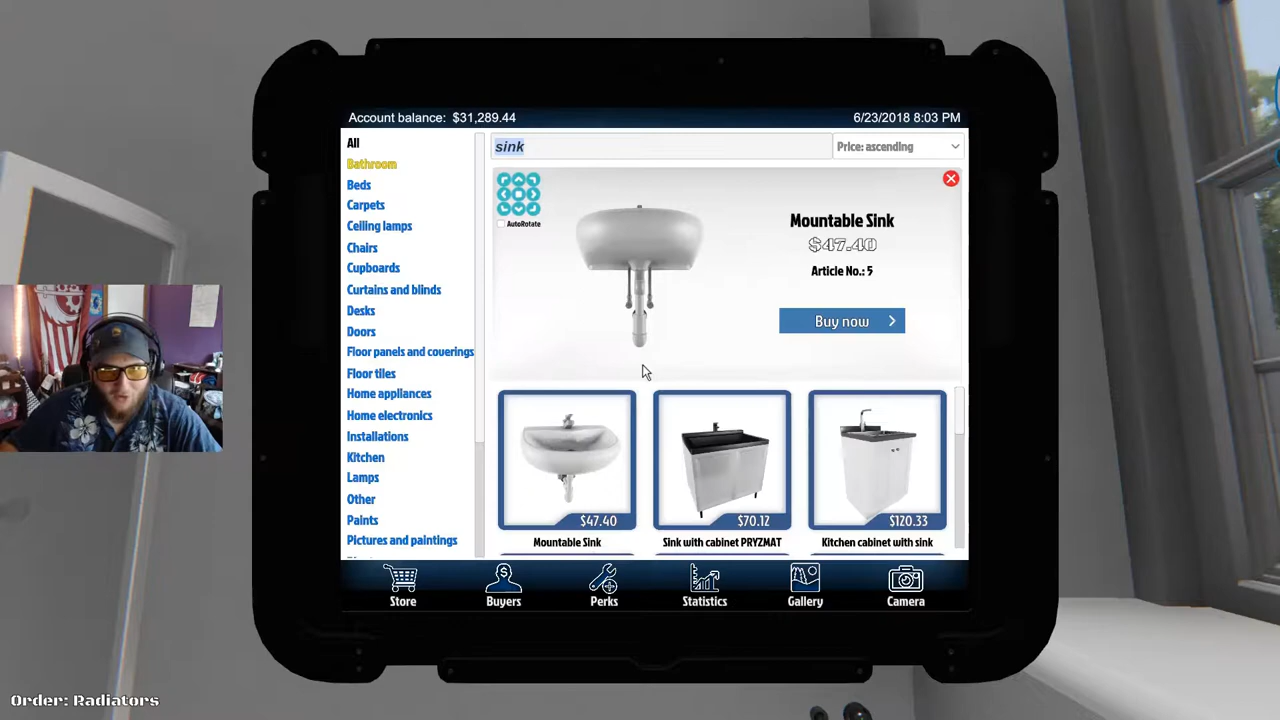 Account balance: $31,289.44
6/23/2018 8:03 PM
All
Bathroom
Beds
Carpets
Ceiling lamps
Chairs
Cupboards
Curtains and blinds
Desks
Doors
Floor panels and coverings
Floor tiles
Home appliances
Home electronics
Installations
Kitchen
Lamps
Other
Paints
Pictures and paintings
sink
Price: ascending
AutoRotate
Mountable Sink
$47.40
Article No.: 5
Buy now
$47.40
$70.12
$120.33
Mountable Sink
Sink with cabinet PRYZMAT
Kitchen cabinet with sink
Store
Buyers
Perks
Statistics
Gallery
Camera
Order: Radiators